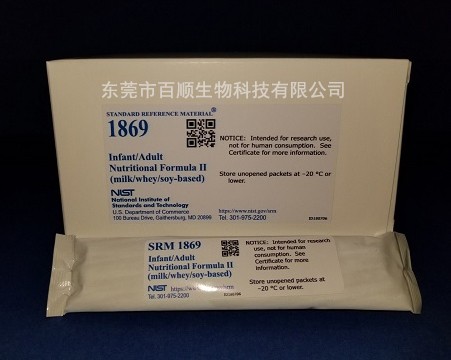 东莞市百顺生物科技有限公司
STANDARD REFERENCE MATERIAL®
1869
Infant/Adult
Nutritional Formula II
(milk/whey/soy-based)
NIST
National Institute of
Standards and Technology
U.S. Department of Commerce
100 Bureau Drive, Gaithersburg, MD 20899
NOTICE: Intended for research use,
not for human consumption. See
Certificate for more information.
Store unopened packets at −20 °C or
lower.
https://www.nist.gov/srm
Tel. 301-975-2200
SRM 1869
Infant/Adult
Nutritional Formula II
(milk/whey/soy-based)
NIST https://www.nist.gov/srm
Tel. 301-975-2200
NOTICE: Intended for research
use, not for human
consumption. See Certificate
for more information.
Store unopened packets at
−20 °C or lower.